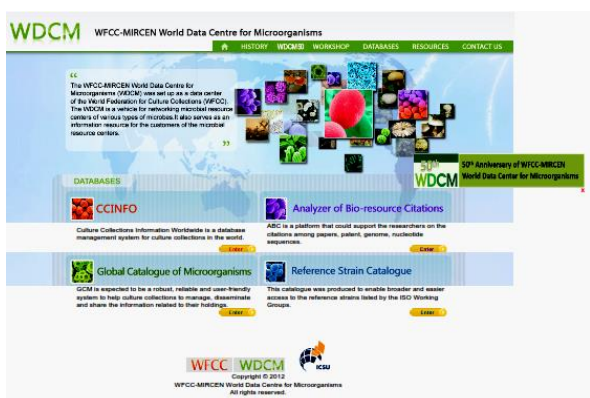 WDCM WFCC-MIRCEN World Data Centre for Microorganisms
HISTORY WDCM50 WORKSHOP DATABASES RESOURCES CONTACT US
“
The WFCC-MIRCEN World Data Centre for
Microorganisms (WDCM) was set up as a data center
of the World Federation for Culture Collections (WFCC).
The WDCM is a vehicle for networking microbial resource
centers of various types of microbes.It also serves as an
information resource for the customers of the microbial
resource centers.
”
50th
WDCM
50th Anniversary of WFCC-MIRCEN
World Data Center for Microorganisms
x
DATABASES
CCINFO
Culture Collections Information Worldwide is a database
management system for culture collections in the world.
Enter
Analyzer of Bio-resource Citations
ABC is a platform that could support the researchers on the
citations among papers, patent, genome, nucleotide
sequences.
Enter
Global Catalogue of Microorganisms
GCM is expected to be a robust, reliable and user-friendly
system to help culture collections to manage, disseminate
and share the information related to their holdings.
Enter
Reference Strain Catalogue
This catalogue was produced to enable broader and easier
access to the reference strains listed by the ISO Working
Groups.
Enter
WFCC WDCM ICSU
Copyright © 2012
WFCC-MIRCEN World Data Centre for Microorganisms
All rights reserved.